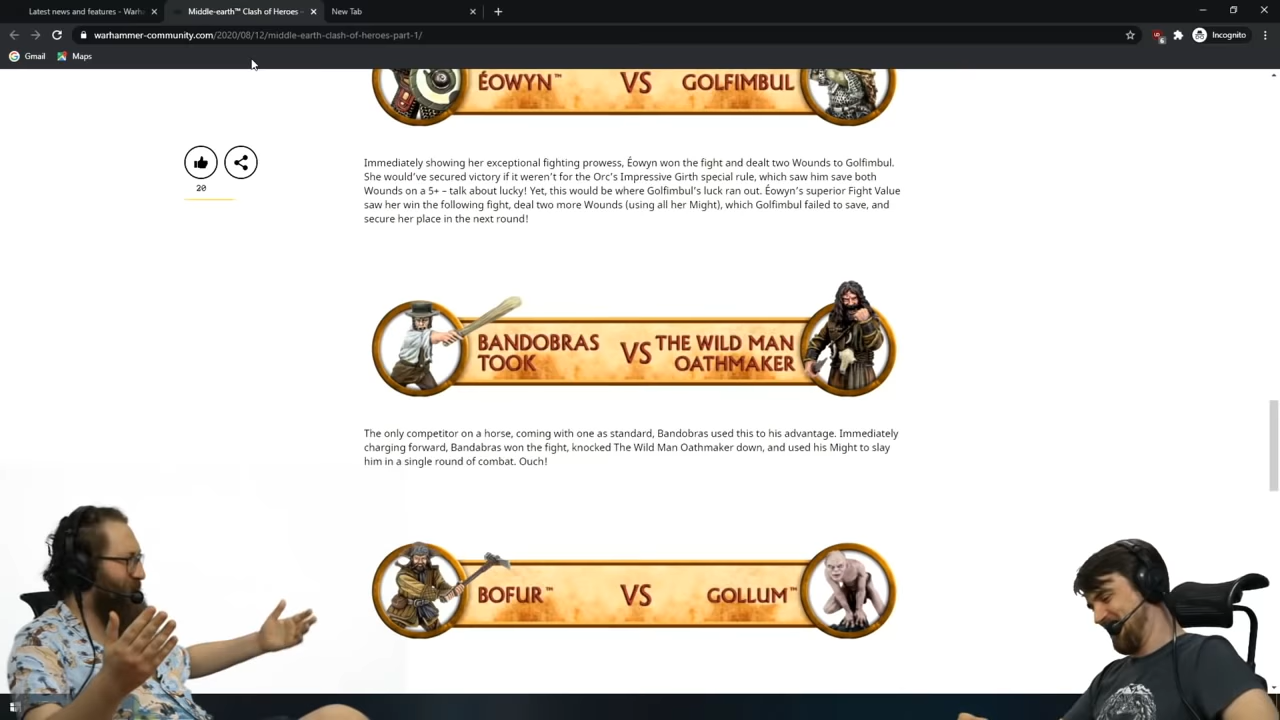 Latest news and features - Warh
Middle-earth™ Clash of Heroes -
New Tab
warhammer-community.com/2020/08/12/middle-earth-clash-of-heroes-part-1/
Incognito
Gmail
Maps
ÉOWYN™ VS GOLFIMBUL
20
Immediately showing her exceptional fighting prowess, Éowyn won the fight and dealt two Wounds to Golfimbul.
She would've secured victory if it weren't for the Orc's Impressive Girth special rule, which saw him save both
Wounds on a 5+ – talk about lucky! Yet, this would be where Golfimbul's luck ran out. Éowyn's superior Fight Value
saw her win the following fight, deal two more Wounds (using all her Might), which Golfimbul failed to save, and
secure her place in the next round!
BANDOBRAS
TOOK
VS
THE WILD MAN
OATHMAKER
The only competitor on a horse, coming with one as standard, Bandobras used this to his advantage. Immediately
charging forward, Bandabras won the fight, knocked The Wild Man Oathmaker down, and used his Might to slay
him in a single round of combat. Ouch!
BOFUR™ VS GOLLUM™